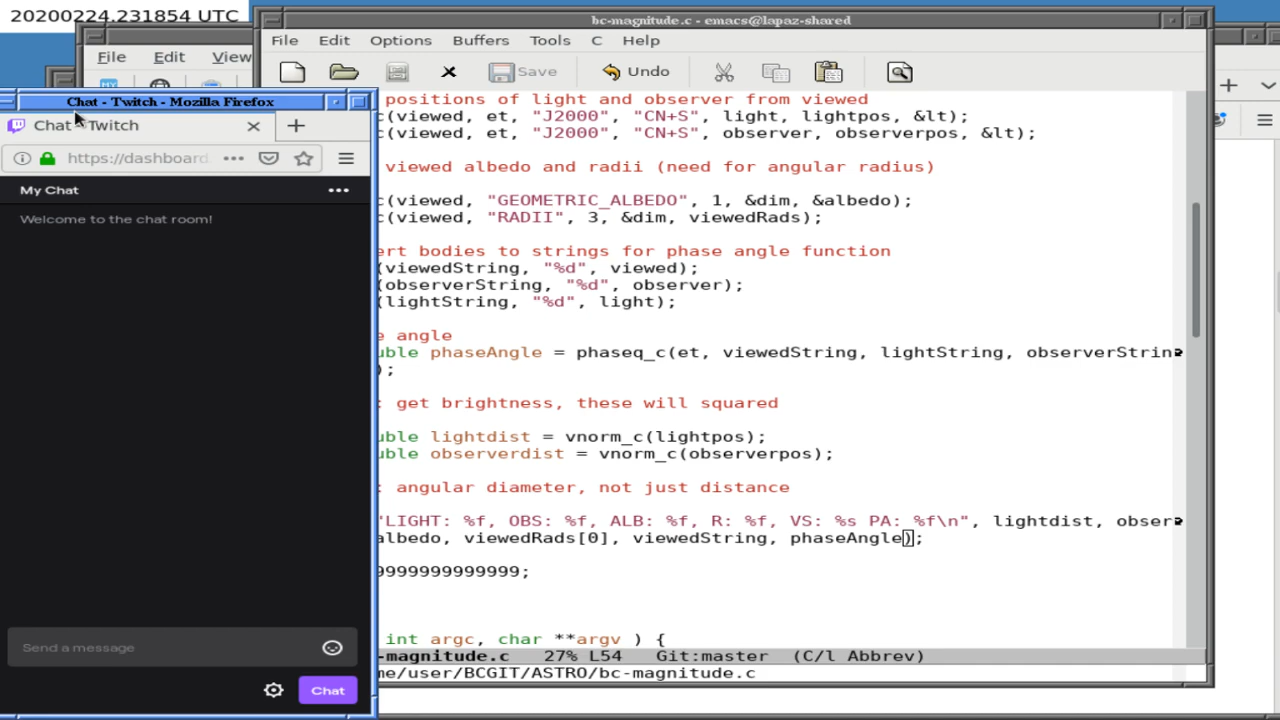 20200224.231854 UTC
bc-magnitude.c - emacs@lapaz-shared
File Edit Options Buffers Tools C Help
File Edit View
Save Undo
Chat - Twitch - Mozilla Firefox
Chat - Twitch
https://dashboard.
My Chat
Welcome to the chat room!
Send a message
Chat
positions of light and observer from viewed
c(viewed, et, "J2000", "CN+S", light, lightpos, &lt);
c(viewed, et, "J2000", "CN+S", observer, observerpos, &lt);
viewed albedo and radii (need for angular radius)
c(viewed, "GEOMETRIC_ALBEDO", 1, &dim, &albedo);
c(viewed, "RADII", 3, &dim, viewedRads);
ert bodies to strings for phase angle function
(viewedString, "%d", viewed);
(observerString, "%d", observer);
(lightString, "%d", light);
e angle
uble phaseAngle = phaseq_c(et, viewedString, lightString, observerStrin
);
: get brightness, these will squared
uble lightdist = vnorm_c(lightpos);
uble observerdist = vnorm_c(observerpos);
: angular diameter, not just distance
"LIGHT: %f, OBS: %f, ALB: %f, R: %f, VS: %s PA: %f\n", lightdist, obser
albedo, viewedRads[0], viewedString, phaseAngle);
9999999999999;
int argc, char **argv ) {
-magnitude.c 27% L54 Git:master (C/l Abbrev)
me/user/BCGIT/ASTRO/bc-magnitude.c